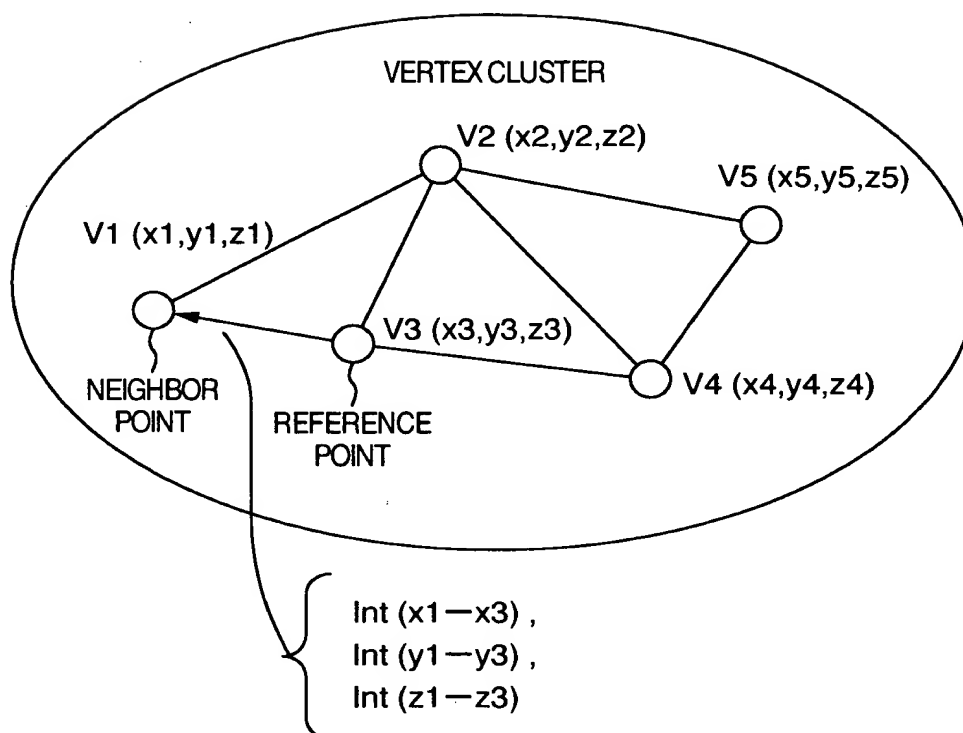 VERTEX CLUSTER
V2 (x2,y2,z2)
V5 (x5,y5,z5)
V1 (x1,y1,z1)
V3 (x3,y3,z3)
V4 (x4,y4,z4)
NEIGHBOR
POINT
REFERENCE
POINT
Int (x1—x3) ,
Int (y1—y3) ,
Int (z1—z3)